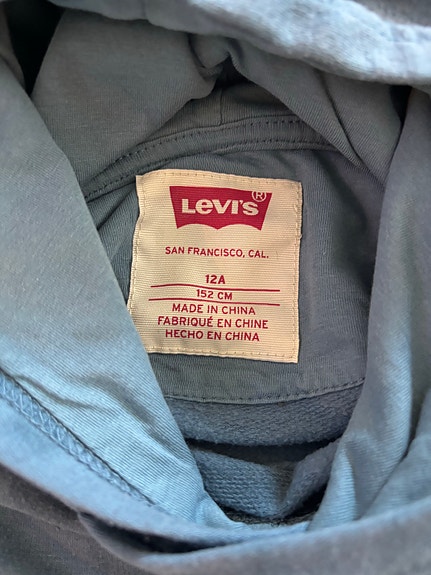 Levi's®
SAN FRANCISCO, CAL.
12A
152 CM
MADE IN CHINA
FABRIQUÉ EN CHINE
HECHO EN CHINA